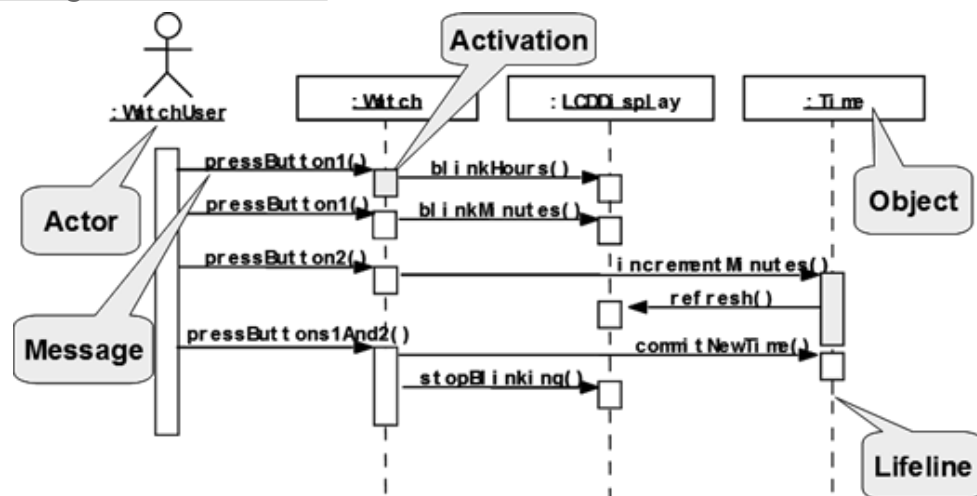 Activation
: WatchUser
: Watch
: LCDDisplay
: Time
pressButton1()
blinkHours()
Object
pressButton1()
blinkMinutes()
Actor
pressButton2()
incrementMinutes()
refresh()
pressButtons1And2()
Message
commitNewTime()
stopBlinking()
Lifeline